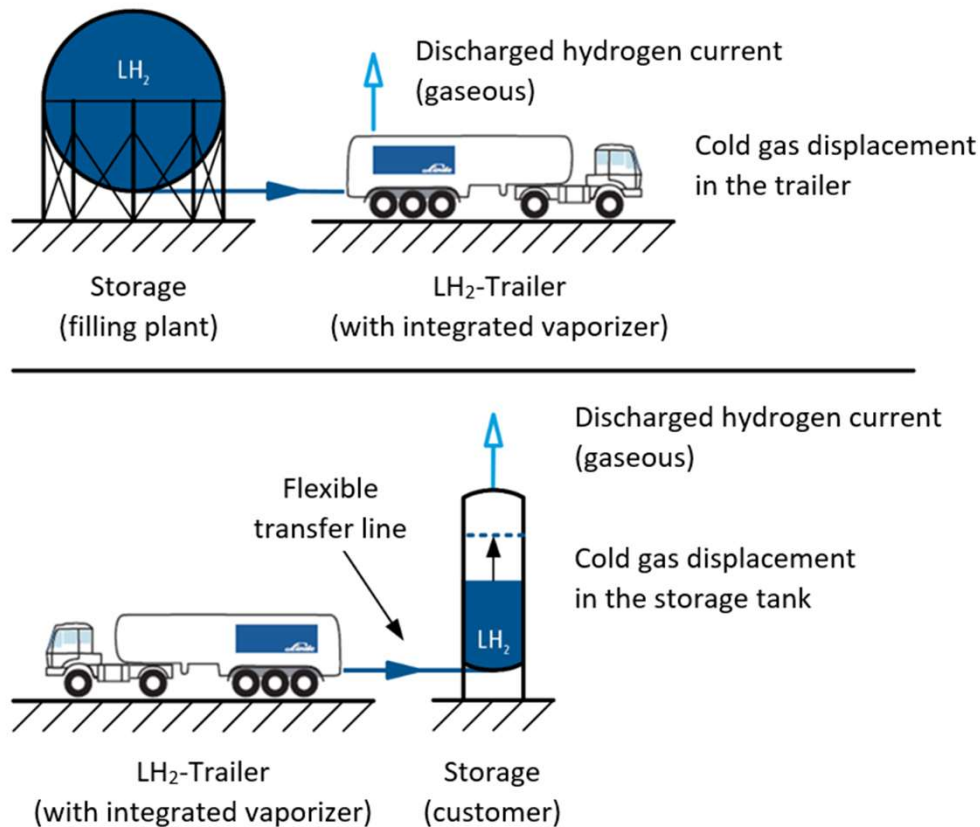 LH₂
Discharged hydrogen current
(gaseous)
Cold gas displacement
in the trailer
Linde
Storage
(filling plant)
LH₂-Trailer
(with integrated vaporizer)
Discharged hydrogen current
(gaseous)
Flexible
transfer line
Cold gas displacement
in the storage tank
LH₂
Linde
LH₂-Trailer
(with integrated vaporizer)
Storage
(customer)